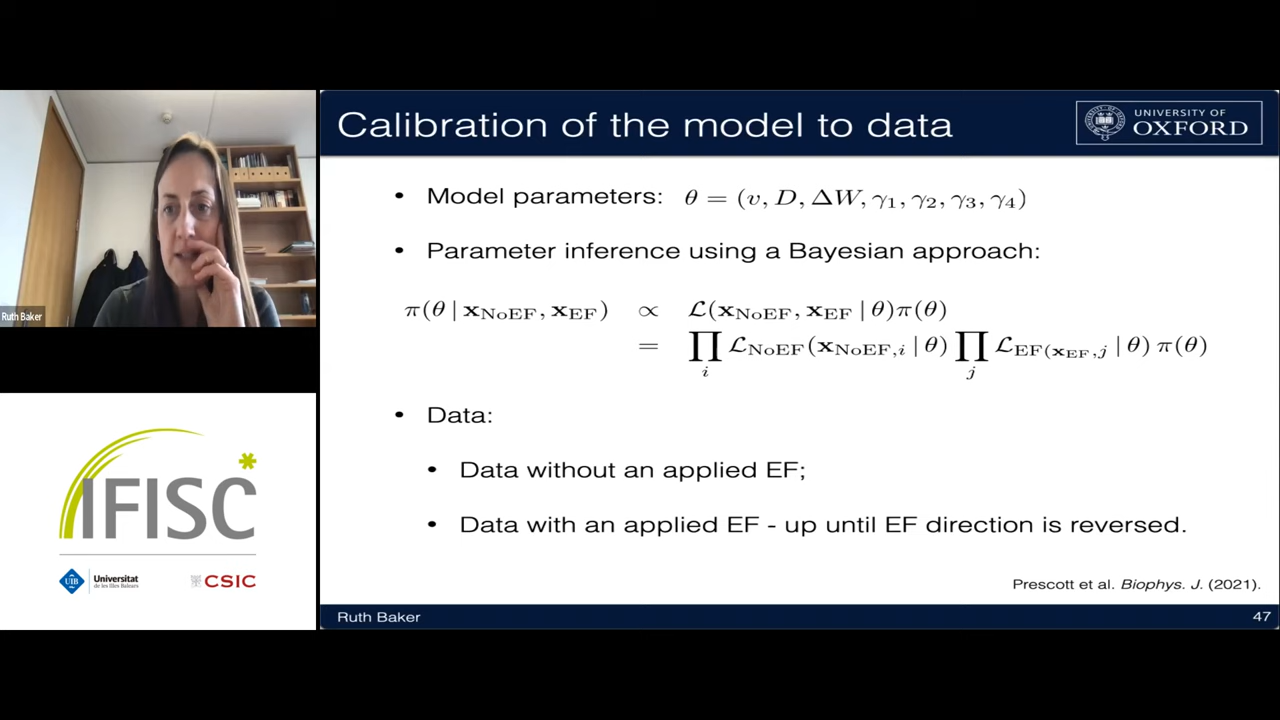 Calibration of the model to data
UNIVERSITY OF
OXFORD
• Model parameters: θ = (v, D, ΔW, γ₁, γ₂, γ₃, γ₄)
• Parameter inference using a Bayesian approach:
π(θ | x_NoEF, x_EF) ∝ ℒ(x_NoEF, x_EF | θ)π(θ)
= ∏_i ℒ_NoEF(x_NoEF,i | θ) ∏_j ℒ_EF(x_EF,j | θ) π(θ)
• Data:
• Data without an applied EF;
• Data with an applied EF - up until EF direction is reversed.
Prescott et al. Biophys. J. (2021).
Ruth Baker
47
Ruth Baker
IFISC
UIB
Universitat
de les Illes Balears
CSIC